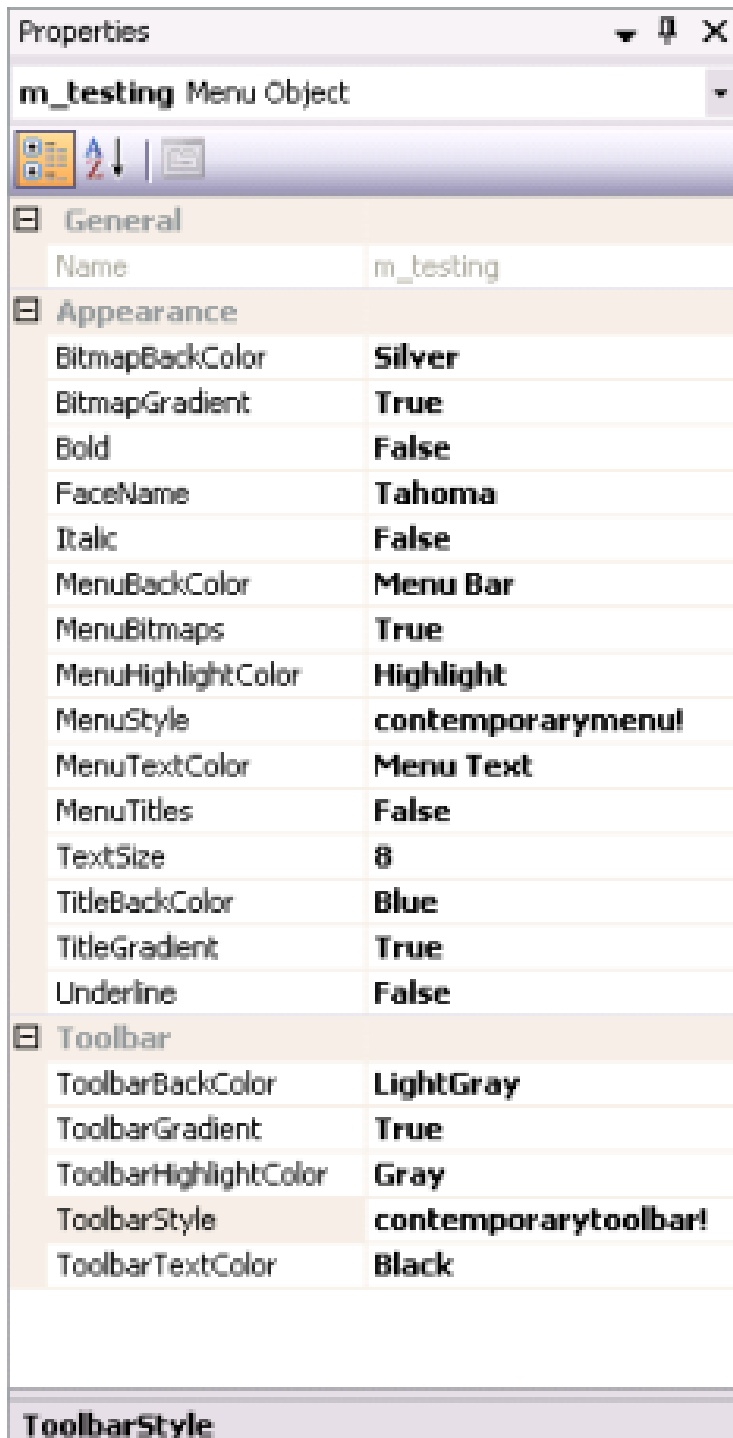 Properties
m_testing Menu Object
General
Name m_testing
Appearance
BitmapBackColor Silver
BitmapGradient True
Bold False
FaceName Tahoma
Italic False
MenuBackColor Menu Bar
MenuBitmaps True
MenuHighlightColor Highlight
MenuStyle contemporarymenu!
MenuTextColor Menu Text
MenuTitles False
TextSize 8
TitleBackColor Blue
TitleGradient True
Underline False
Toolbar
ToolbarBackColor LightGray
ToolbarGradient True
ToolbarHighlightColor Gray
ToolbarStyle contemporarytoolbar!
ToolbarTextColor Black
ToolbarStyle